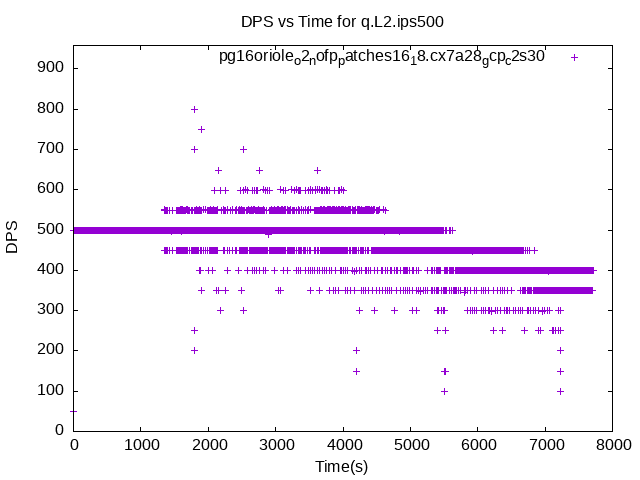 DPS vs Time for q.L2.ips500
pg16oriole_o2_nofp_patches16_18.cx7a28_gcp_c2s30
900
800
700
600
500
400
300
200
100
0
DPS
0 1000 2000 3000 4000 5000 6000 7000 8000
Time(s)